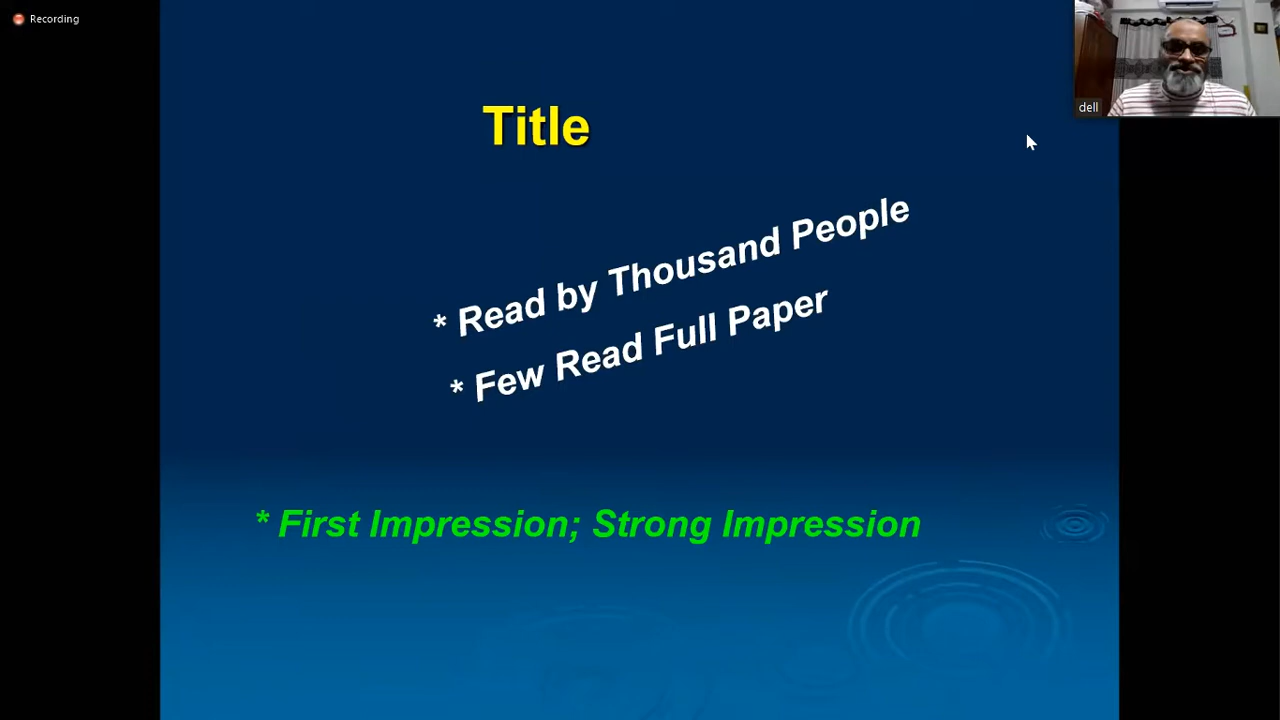 Recording
dell
Title
* Read by Thousand People
* Few Read Full Paper
* First Impression; Strong Impression